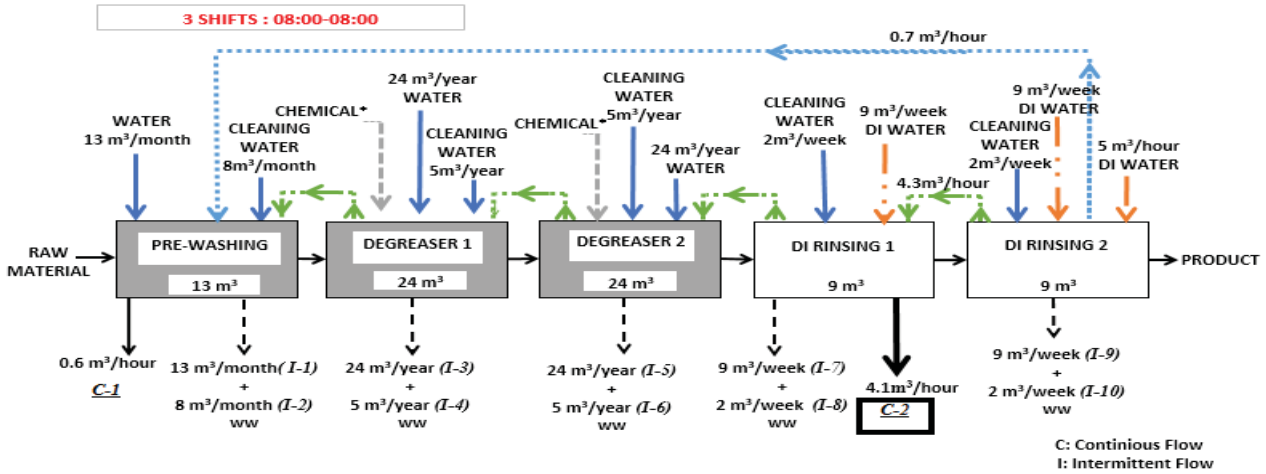 3 SHIFTS : 08:00-08:00
0.7 m³/hour
WATER
13 m³/month
CLEANING
WATER
8m³/month
CHEMICAL*
24 m³/year
WATER
CLEANING
WATER
5m³/year
CHEMICAL*
CLEANING
WATER
5m³/year
24 m³/year
WATER
CLEANING
WATER
2m³/week
9 m³/week
DI WATER
4.3m³/hour
CLEANING
WATER
2m³/week
9 m³/week
DI WATER
5 m³/hour
DI WATER
RAW
MATERIAL
PRE-WASHING
13 m³
DEGREASER 1
24 m³
DEGREASER 2
24 m³
DI RINSING 1
9 m³
DI RINSING 2
9 m³
PRODUCT
0.6 m³/hour
C-1
13 m³/month( I-1)
+
8 m³/month (I-2)
ww
24 m³/year (I-3)
+
5 m³/year (I-4)
ww
24 m³/year (I-5)
+
5 m³/year (I-6)
ww
9 m³/week (I-7)
+
2 m³/week (I-8)
ww
4.1m³/hour
C-2
9 m³/week (I-9)
+
2 m³/week (I-10)
ww
C: Continious Flow
I: Intermittent Flow